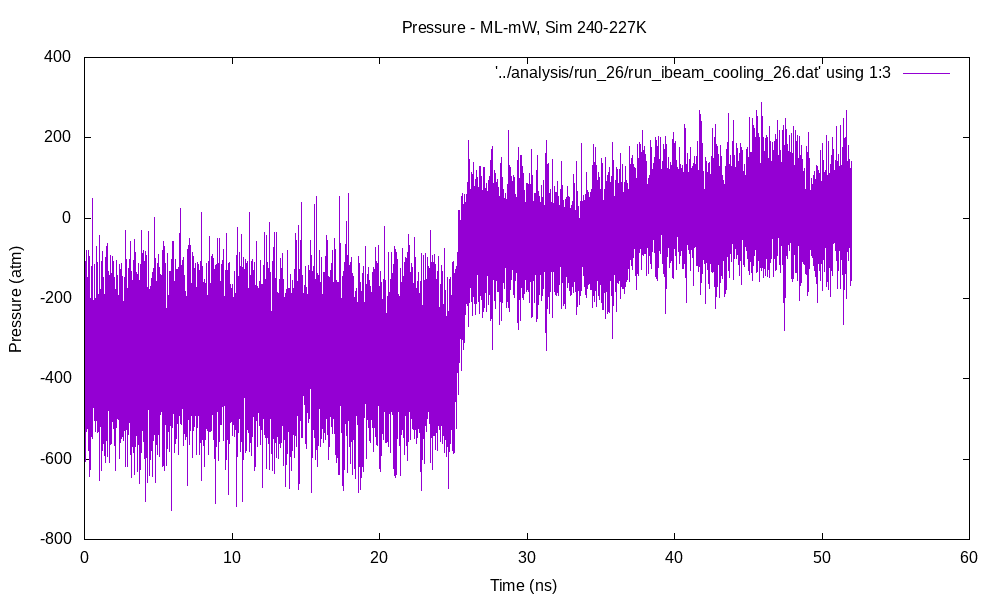 Pressure - ML-mW, Sim 240-227K
'../analysis/run_26/run_ibeam_cooling_26.dat' using 1:3
400
200
0
-200
-400
-600
-800
Pressure (atm)
0 10 20 30 40 50 60
Time (ns)